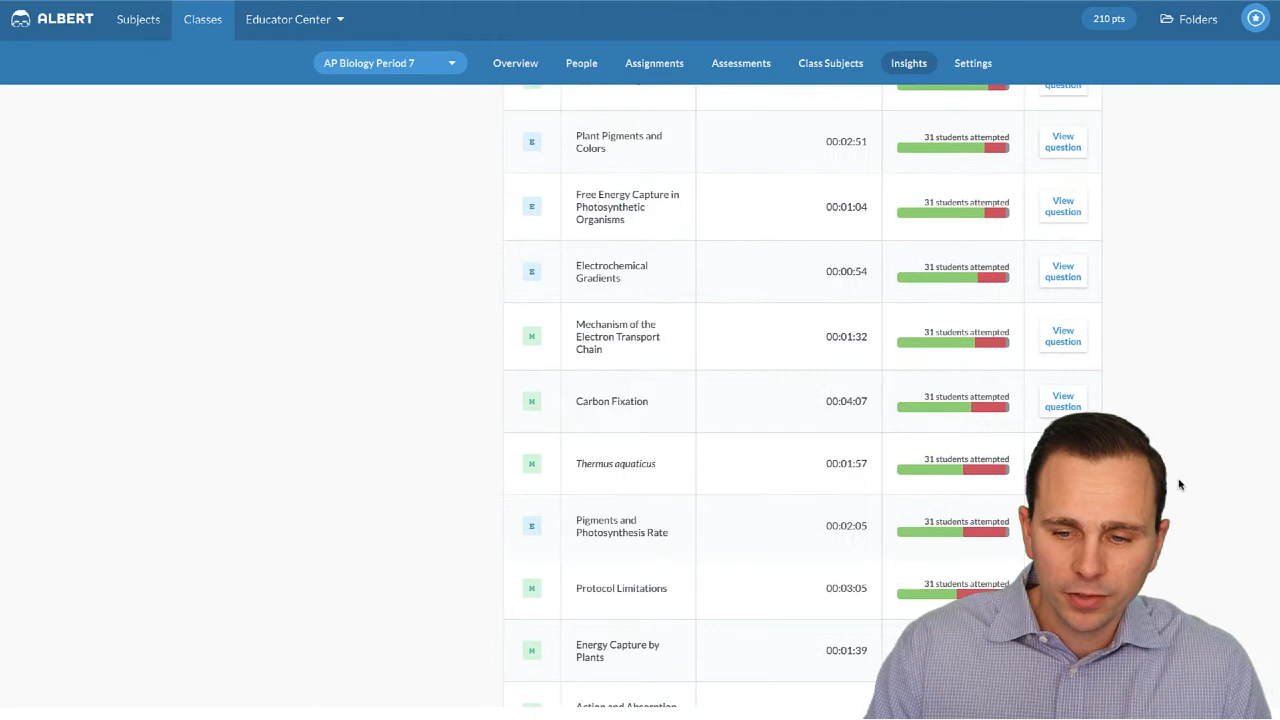 ALBERT Subjects Classes Educator Center 210 pts Folders
AP Biology Period 7 Overview People Assignments Assessments Class Subjects Insights Settings
question
E Plant Pigments and Colors 00:02:51 31 students attempted View question
E Free Energy Capture in Photosynthetic Organisms 00:01:04 31 students attempted View question
E Electrochemical Gradients 00:00:54 31 students attempted View question
M Mechanism of the Electron Transport Chain 00:01:32 31 students attempted View question
M Carbon Fixation 00:04:07 31 students attempted View question
M Thermus aquaticus 00:01:57 31 students attempted
E Pigments and Photosynthesis Rate 00:02:05 31 students attempted
M Protocol Limitations 00:03:05 31 students attempted
M Energy Capture by Plants 00:01:39
Action and Absorption